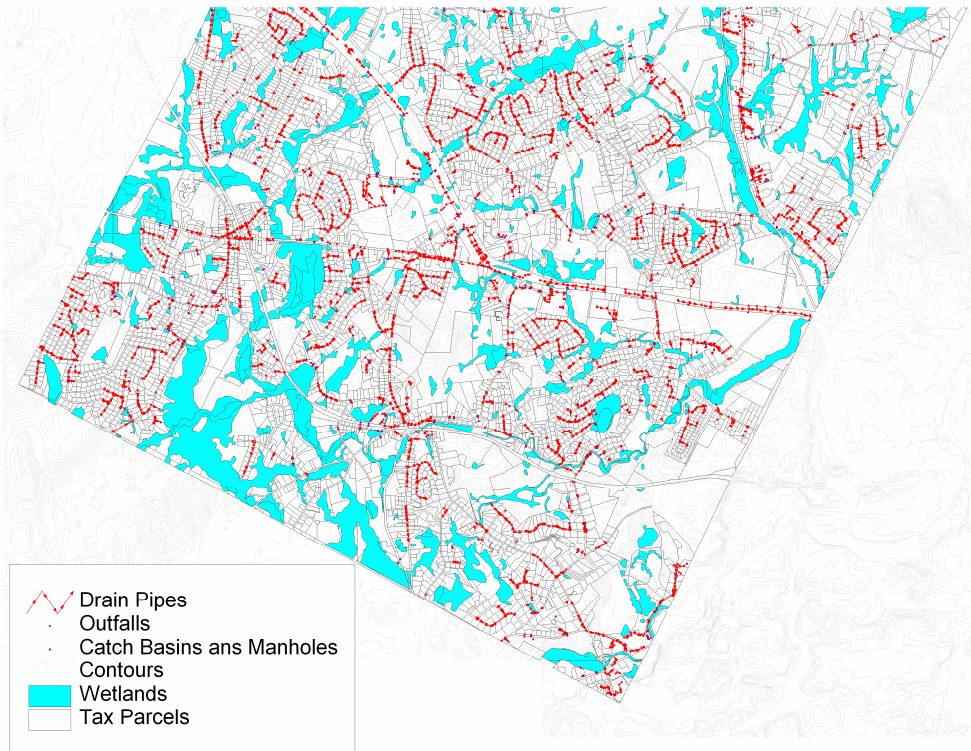 Drain Pipes
Outfalls
Catch Basins ans Manholes
Contours
Wetlands
Tax Parcels